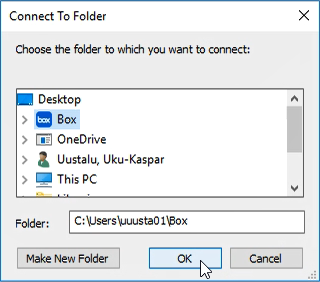 Connect To Folder
Choose the folder to which you want to connect:
Desktop
box Box
OneDrive
Uustalu, Uku-Kaspar
This PC
Folder: C:\Users\uuusta01\Box
Make New Folder OK Cancel